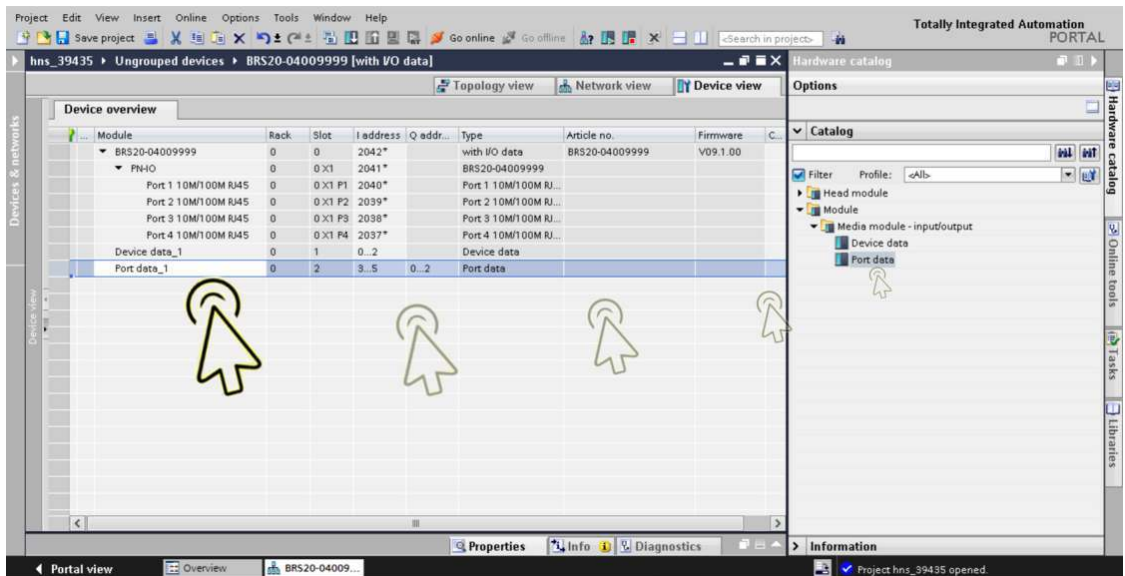 Project Edit View Insert Online Options Tools Window Help
Totally Integrated Automation
PORTAL
Save project Go online Go offline <Search in project>
hns_39435 ▸ Ungrouped devices ▸ BRS20-04009999 [with I/O data]
Hardware catalog
Topology view Network view Device view
Options
Device overview
... Module Rack Slot I address Q addr... Type Article no. Firmware C...
BRS20-04009999 0 0 2042* with I/O data BRS20-04009999 V09.1.00
PN-IO 0 0 X1 2041* BRS20-04009999
Port 1 10M/100M RJ45 0 0 X1 P1 2040* Port 1 10M/100M RJ...
Port 2 10M/100M RJ45 0 0 X1 P2 2039* Port 2 10M/100M RJ...
Port 3 10M/100M RJ45 0 0 X1 P3 2038* Port 3 10M/100M RJ...
Port 4 10M/100M RJ45 0 0 X1 P4 2037* Port 4 10M/100M RJ...
Device data_1 0 1 0...2 Device data
Port data_1 0 2 3...5 0...2 Port data
Catalog
Filter Profile: <All>
Head module
Module
Media module - input/output
Device data
Port data
Devices & networks
Device view
Hardware catalog
Online tools
Tasks
Libraries
Properties Info Diagnostics
Information
Portal view Overview BRS20-04009... Project hns_39435 opened.